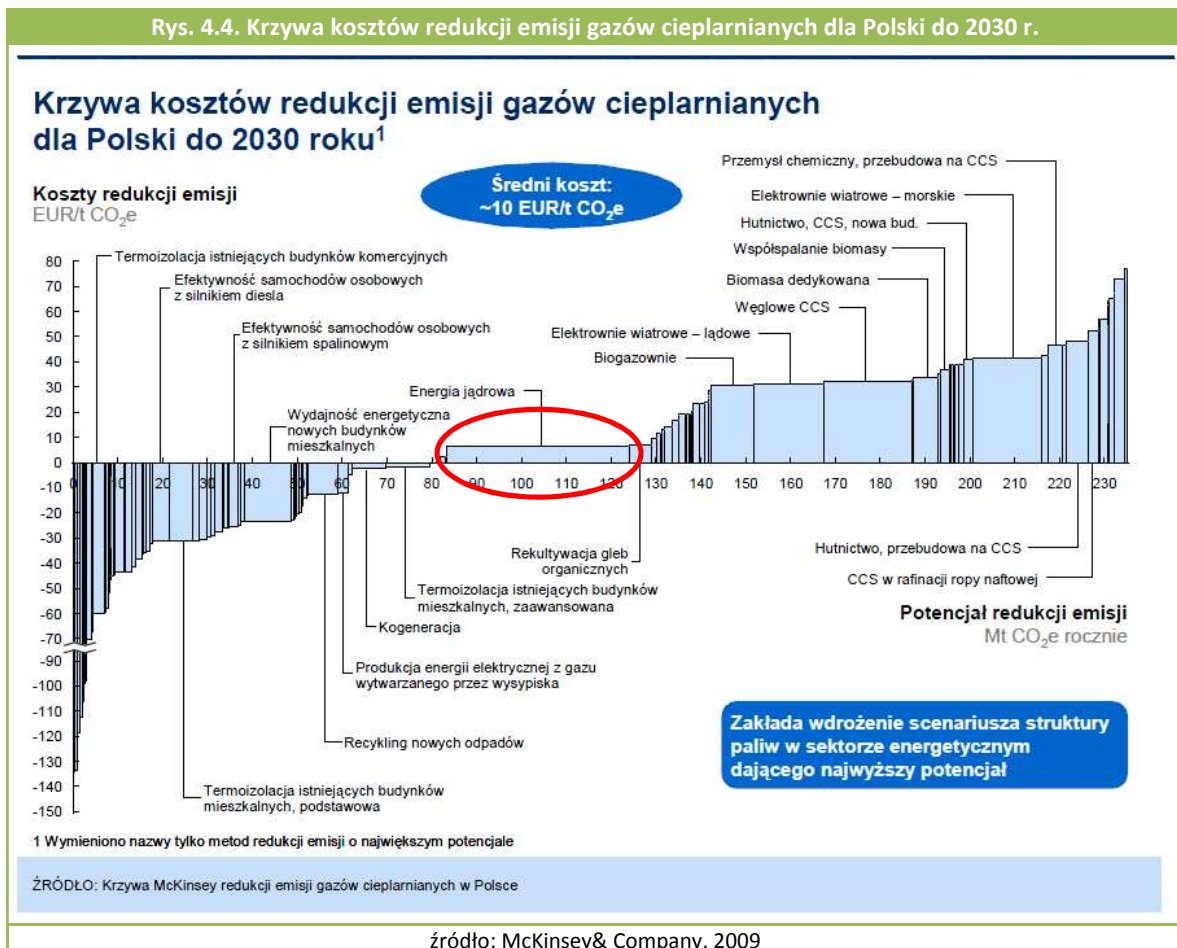 Rys. 4.4. Krzywa kosztów redukcji emisji gazów cieplarnianych dla Polski do 2030 r.
Krzywa kosztów redukcji emisji gazów cieplarnianych
dla Polski do 2030 roku¹
Koszty redukcji emisji
EUR/t CO₂e
Średni koszt:
~10 EUR/t CO₂e
Przemysł chemiczny, przebudowa na CCS
Elektrownie wiatrowe – morskie
Hutnictwo, CCS, nowa bud.
Współspalanie biomasy
Biomasa dedykowana
Węglowe CCS
Elektrownie wiatrowe – lądowe
Biogazownie
Termoizolacja istniejących budynków komercyjnych
Efektywność samochodów osobowych
z silnikiem diesla
Efektywność samochodów osobowych
z silnikiem spalinowym
Energia jądrowa
Wydajność energetyczna
nowych budynków
mieszkalnych
80
70
60
50
40
30
20
10
0
-10
-20
-30
-40
-50
-60
-70
-90
-100
-110
-120
-130
-140
-150
0 10 20 30 40 50 60 70 80 90 100 110 120 130 140 150 160 170 180 190 200 210 220 230
Rekultywacja gleb
organicznych
Hutnictwo, przebudowa na CCS
CCS w rafinacji ropy naftowej
Termoizolacja istniejących budynków
mieszkalnych, zaawansowana
Kogeneracja
Produkcja energii elektrycznej z gazu
wytwarzanego przez wysypiska
Recykling nowych odpadów
Termoizolacja istniejących budynków
mieszkalnych, podstawowa
Potencjał redukcji emisji
Mt CO₂e rocznie
Zakłada wdrożenie scenariusza struktury
paliw w sektorze energetycznym
dającego najwyższy potencjał
1 Wymieniono nazwy tylko metod redukcji emisji o największym potencjale
ŹRÓDŁO: Krzywa McKinsey redukcji emisji gazów cieplarnianych w Polsce
źródło: McKinsey& Company, 2009